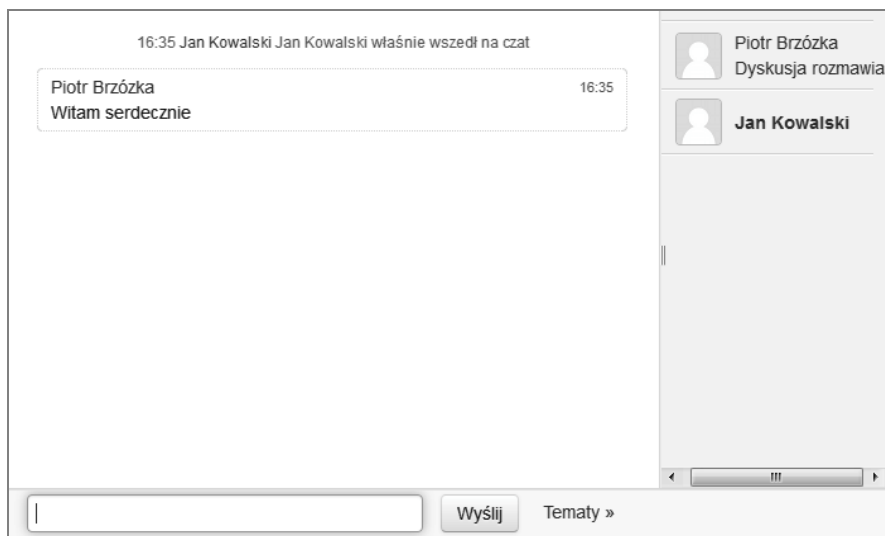 16:35 Jan Kowalski Jan Kowalski właśnie wszedł na czat
Piotr Brzózka 16:35
Witam serdecznie
Piotr Brzózka
Dyskusja rozmawia
Jan Kowalski
Wyślij Tematy »